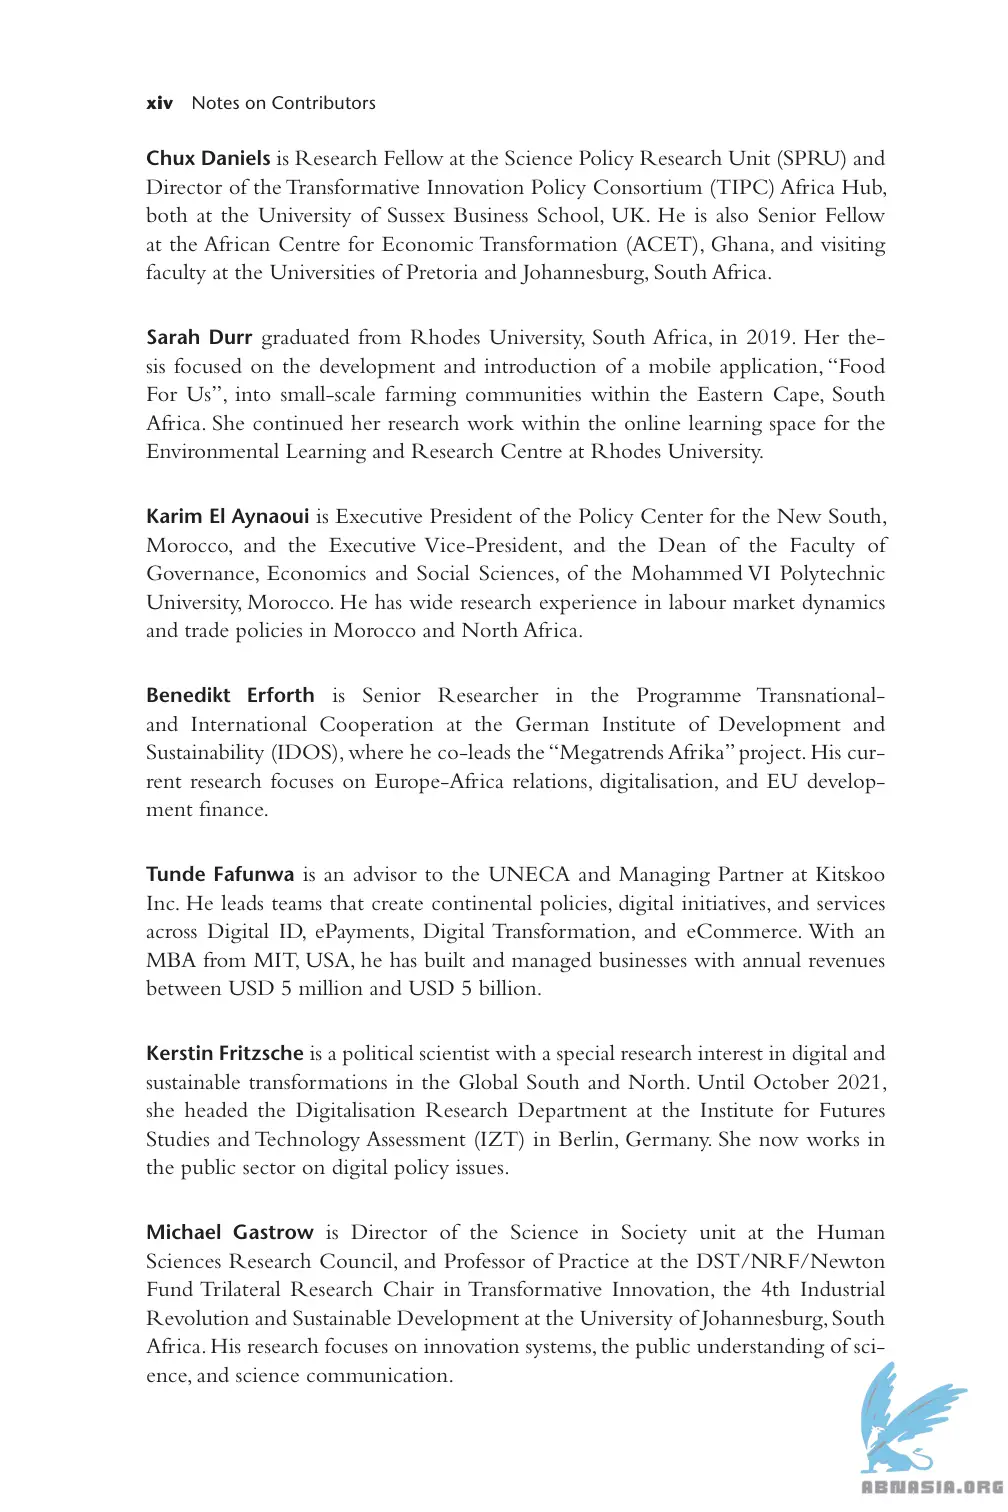 xiv Notes on Contributors
Chux Daniels is Research Fellow at the Science Policy Research Unit (SPRU) and
Director of the Transformative Innovation Policy Consortium (TIPC) Africa Hub,
both at the University of Sussex Business School, UK. He is also Senior Fellow
at the African Centre for Economic Transformation (ACET), Ghana, and visiting
faculty at the Universities of Pretoria and Johannesburg, South Africa.
Sarah Durr graduated from Rhodes University, South Africa, in 2019. Her the-
sis focused on the development and introduction of a mobile application, “Food
For Us”, into small-scale farming communities within the Eastern Cape, South
Africa. She continued her research work within the online learning space for the
Environmental Learning and Research Centre at Rhodes University.
Karim El Aynaoui is Executive President of the Policy Center for the New South,
Morocco, and the Executive Vice-President, and the Dean of the Faculty of
Governance, Economics and Social Sciences, of the Mohammed VI Polytechnic
University, Morocco. He has wide research experience in labour market dynamics
and trade policies in Morocco and North Africa.
Benedikt Erforth is Senior Researcher in the Programme Transnational-
and International Cooperation at the German Institute of Development and
Sustainability (IDOS), where he co-leads the “Megatrends Afrika” project. His cur-
rent research focuses on Europe-Africa relations, digitalisation, and EU develop-
ment finance.
Tunde Fafunwa is an advisor to the UNECA and Managing Partner at Kitskoo
Inc. He leads teams that create continental policies, digital initiatives, and services
across Digital ID, ePayments, Digital Transformation, and eCommerce. With an
MBA from MIT, USA, he has built and managed businesses with annual revenues
between USD 5 million and USD 5 billion.
Kerstin Fritzsche is a political scientist with a special research interest in digital and
sustainable transformations in the Global South and North. Until October 2021,
she headed the Digitalisation Research Department at the Institute for Futures
Studies and Technology Assessment (IZT) in Berlin, Germany. She now works in
the public sector on digital policy issues.
Michael Gastrow is Director of the Science in Society unit at the Human
Sciences Research Council, and Professor of Practice at the DST/NRF/Newton
Fund Trilateral Research Chair in Transformative Innovation, the 4th Industrial
Revolution and Sustainable Development at the University of Johannesburg, South
Africa. His research focuses on innovation systems, the public understanding of sci-
ence, and science communication.
ABNASIA.ORG